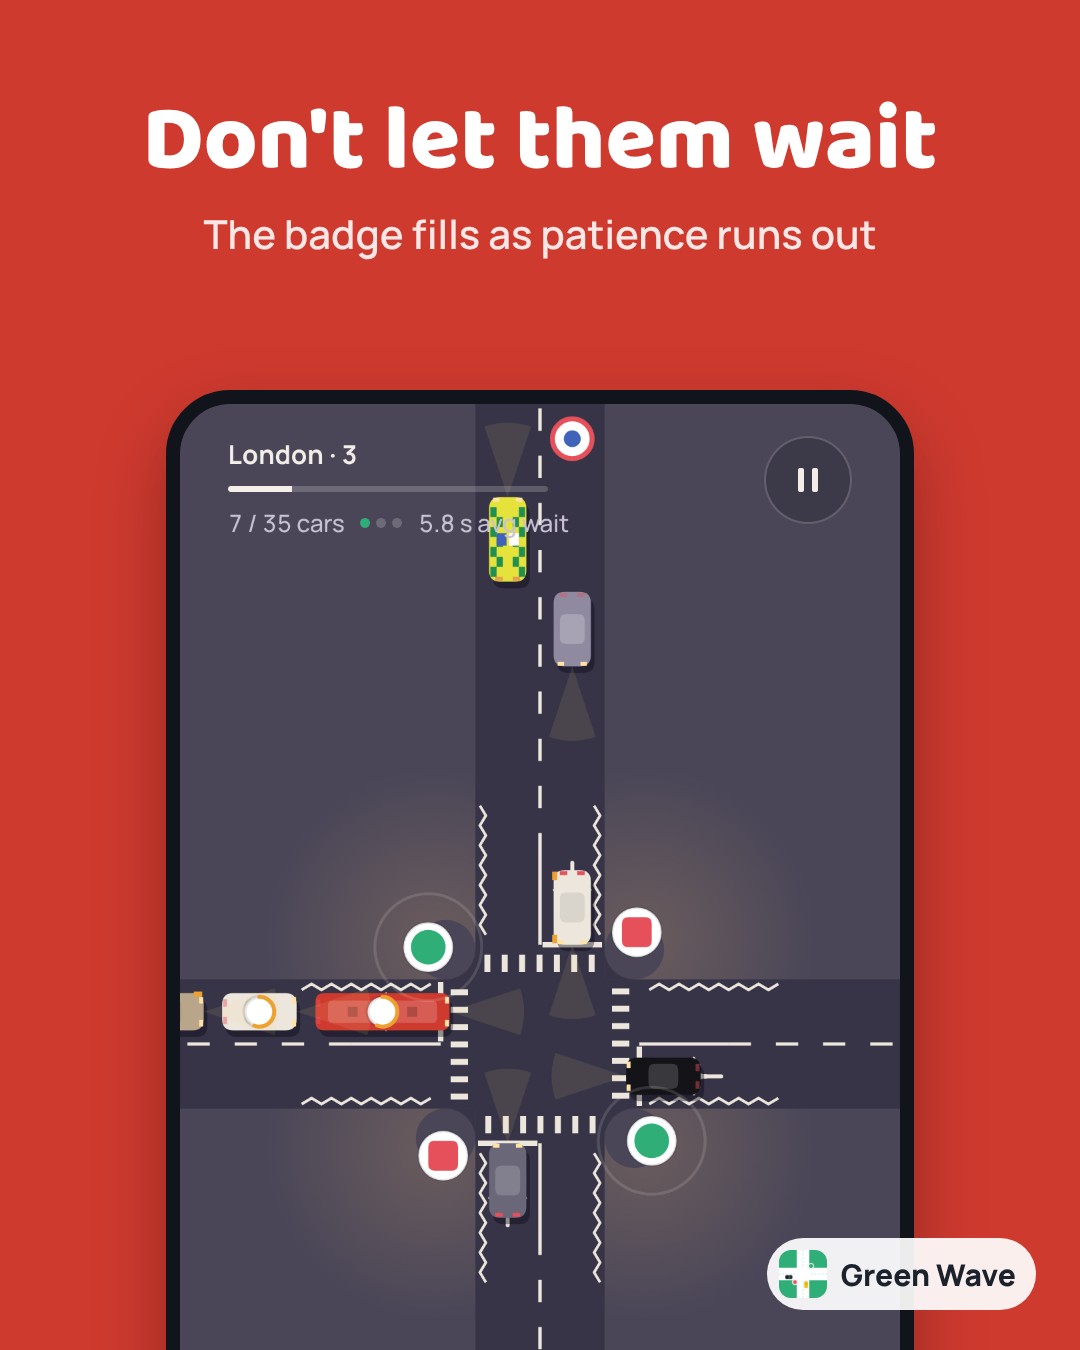 Don't let them wait
The badge fills as patience runs out
London · 3
7 / 35 cars 5.8 s avg wait
Green Wave